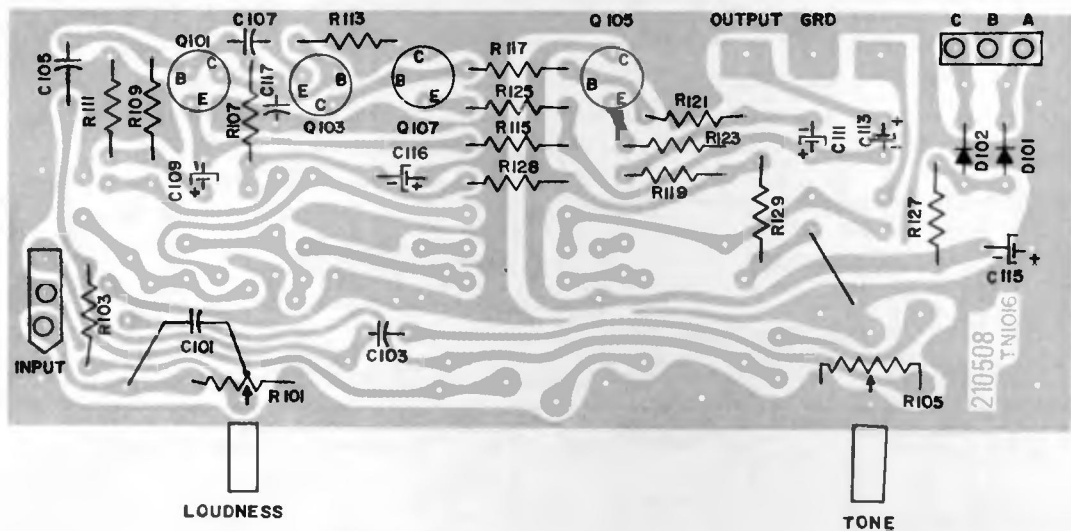 C107 R113 OUTPUT GRD C B A
Q101 Q105
C105 C117 R117
C B E
B C E
C B E
C E
R111 R109 R107 Q103 Q107 R125 R121
R115 R123 C111 C113 D102 D101
C109 C116 R128 R119
+ - - + + - + -
R129 R127
C115
- +
R103
INPUT C101 C103
R101 R105
210508
TN1016
LOUDNESS TONE